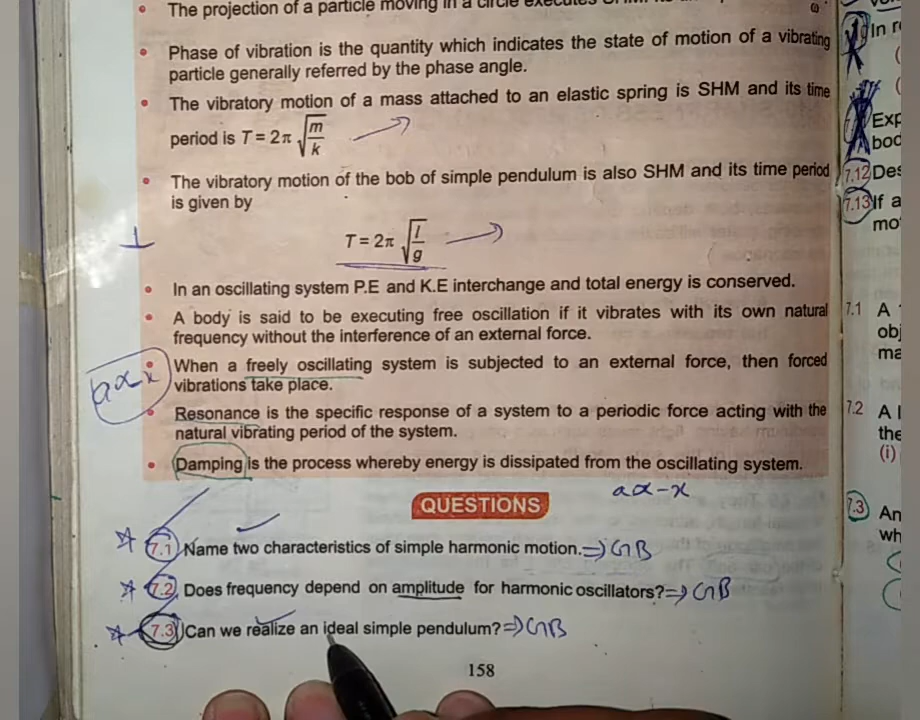 The projection of a particle moving in a circle executes SHM. Its
ω
• Phase of vibration is the quantity which indicates the state of motion of a vibrating
particle generally referred by the phase angle.
• The vibratory motion of a mass attached to an elastic spring is SHM and its time
period is T = 2π √(m/k)
• The vibratory motion of the bob of simple pendulum is also SHM and its time period
is given by
T = 2π √(l/g)
• In an oscillating system P.E and K.E interchange and total energy is conserved.
• A body is said to be executing free oscillation if it vibrates with its own natural
frequency without the interference of an external force.
• When a freely oscillating system is subjected to an external force, then forced
vibrations take place.
a α - x
• Resonance is the specific response of a system to a periodic force acting with the
natural vibrating period of the system.
• Damping is the process whereby energy is dissipated from the oscillating system.
a α - x
QUESTIONS
7.1 Name two characteristics of simple harmonic motion. ⇒ GB
7.2 Does frequency depend on amplitude for harmonic oscillators? ⇒ GB
7.3 Can we realize an ideal simple pendulum? ⇒ GB
158
In
Exp
bod
7.12 Des
7.13 If a
mo
7.1 A
obj
ma
7.2 A
the
(i)
7.3 An
wh